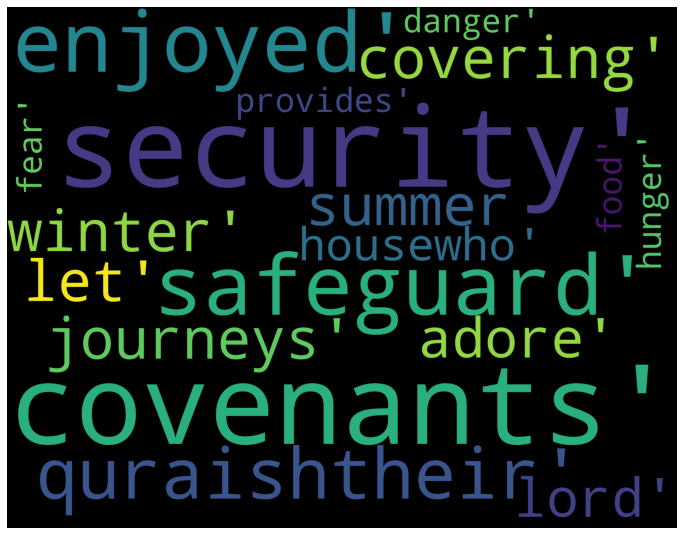 danger'
enjoyed'
covering'
provides'
fear'
security'
food'
hunger'
summer
winter'
housewho'
let'
safeguard'
journeys'
adore'
covenants'
quraishtheir'
lord'